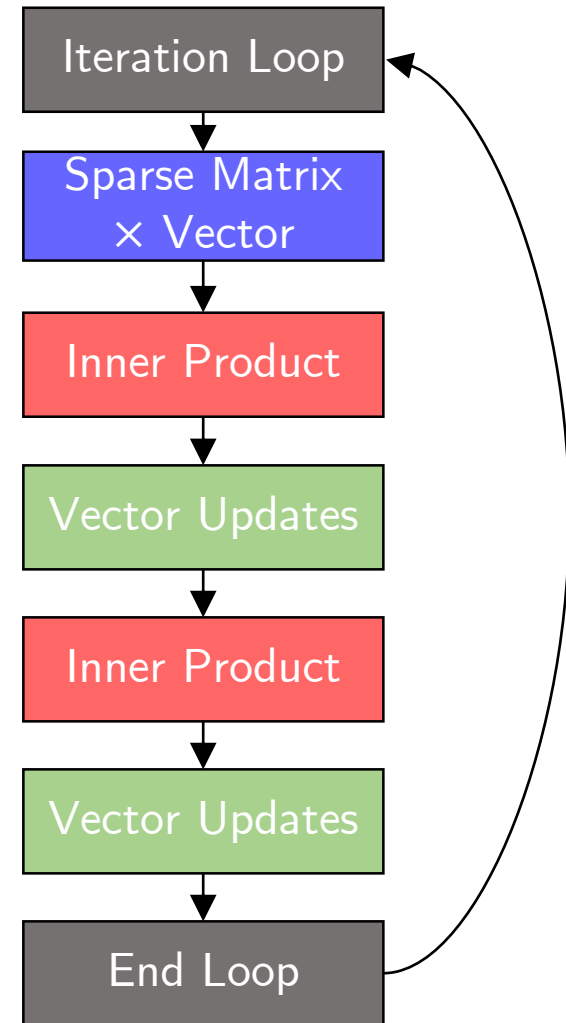 Iteration Loop
Sparse Matrix
× Vector
Inner Product
Vector Updates
Inner Product
Vector Updates
End Loop